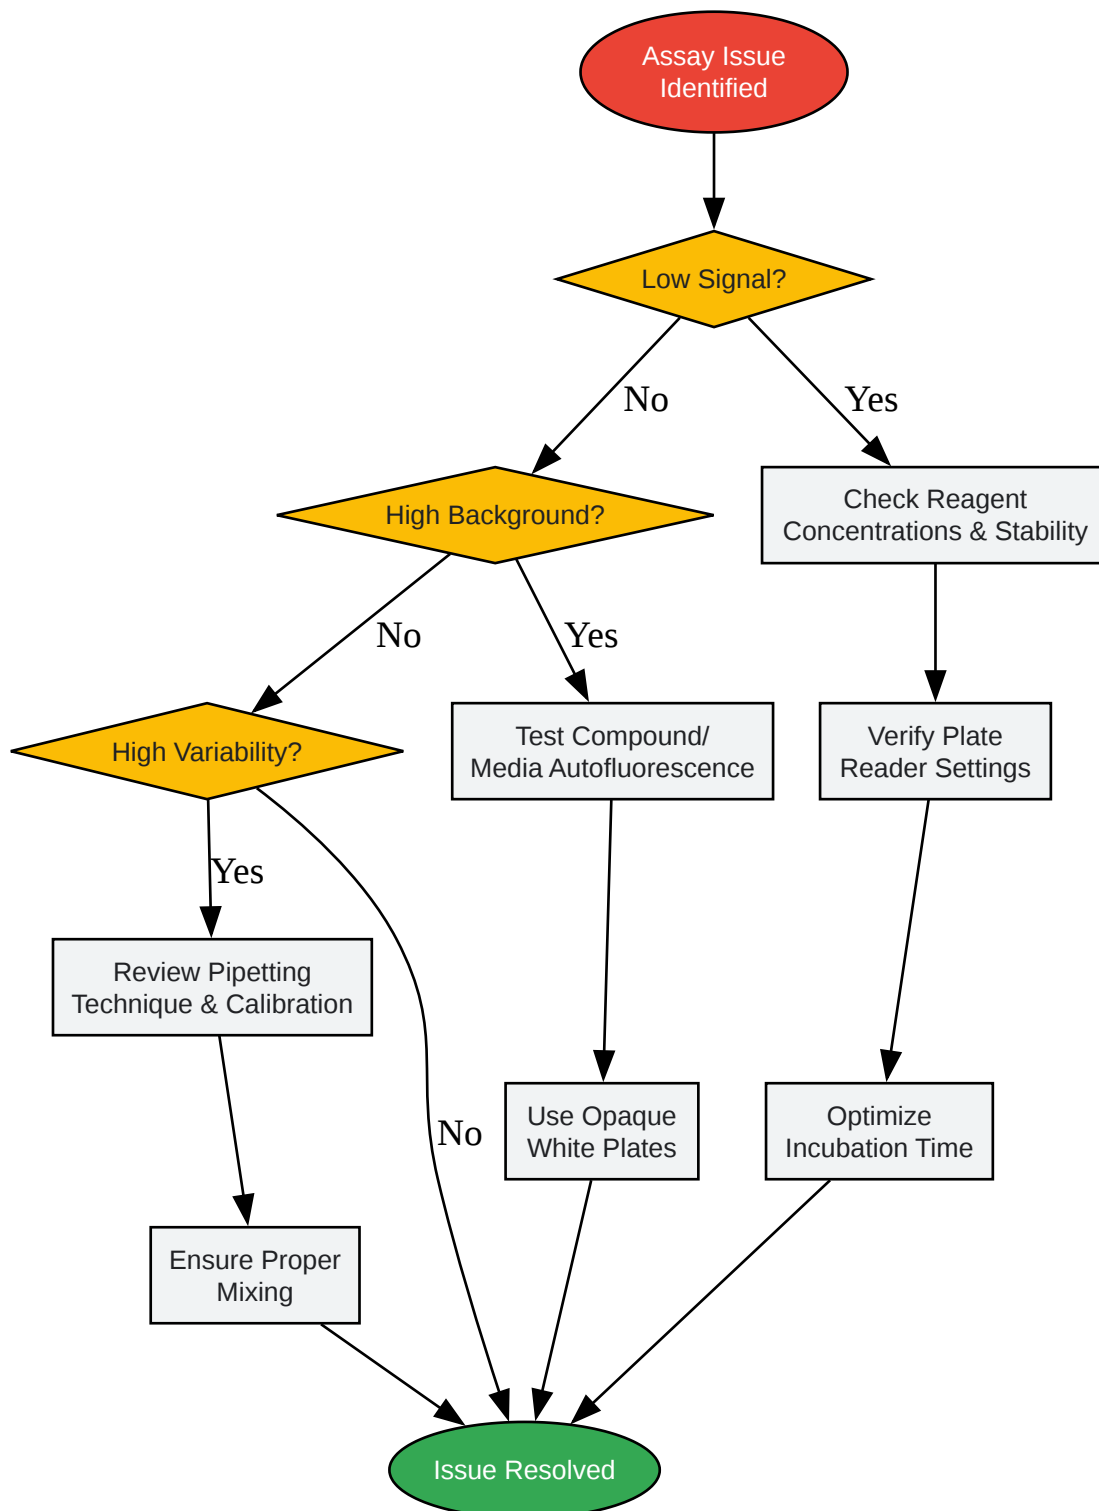 Assay Issue
Identified
Low Signal?
No
Yes
High Background?
Check Reagent
Concentrations & Stability
No
Yes
High Variability?
Test Compound/
Media Autofluorescence
Verify Plate
Reader Settings
Yes
Review Pipetting
Technique & Calibration
No
Use Opaque
White Plates
Optimize
Incubation Time
Ensure Proper
Mixing
Issue Resolved